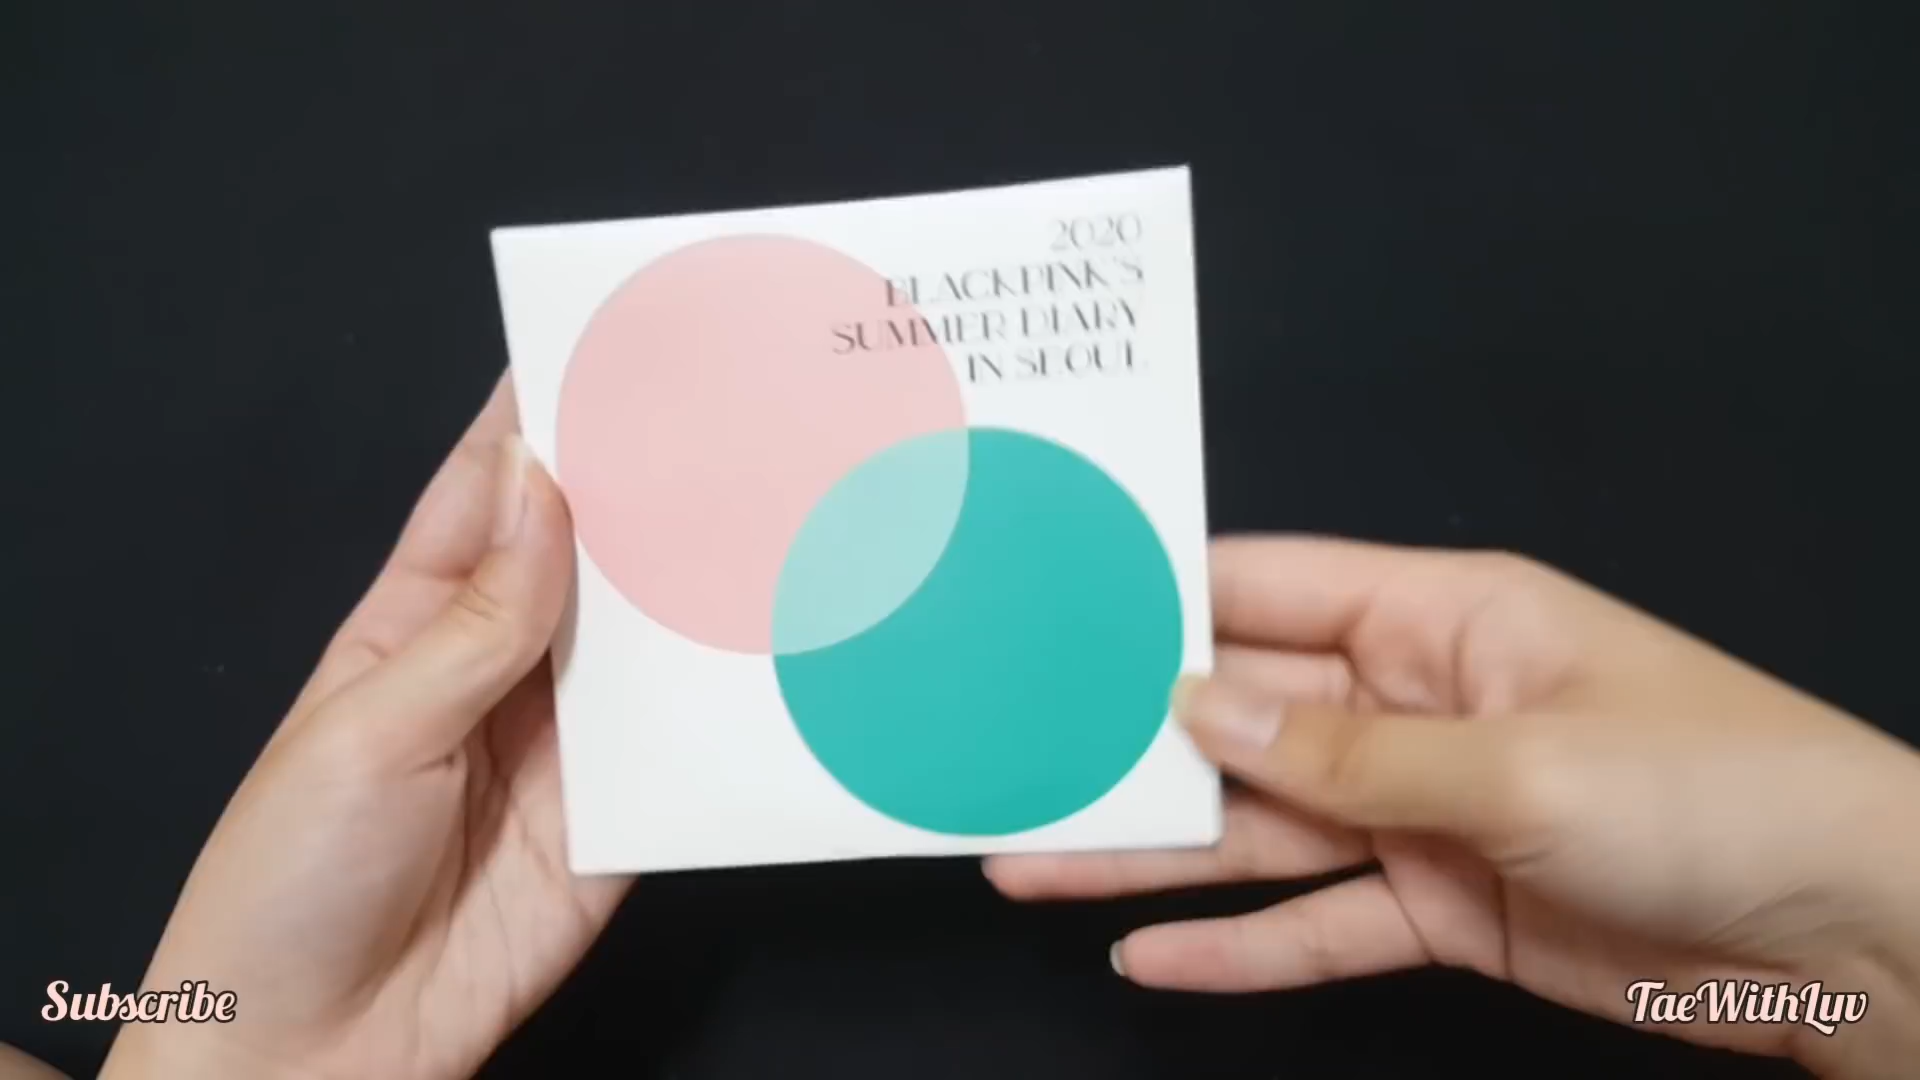 2020
BLACKPINK'S
SUMMER DIARY
IN SEOUL
Subscribe
TaeWithLuv